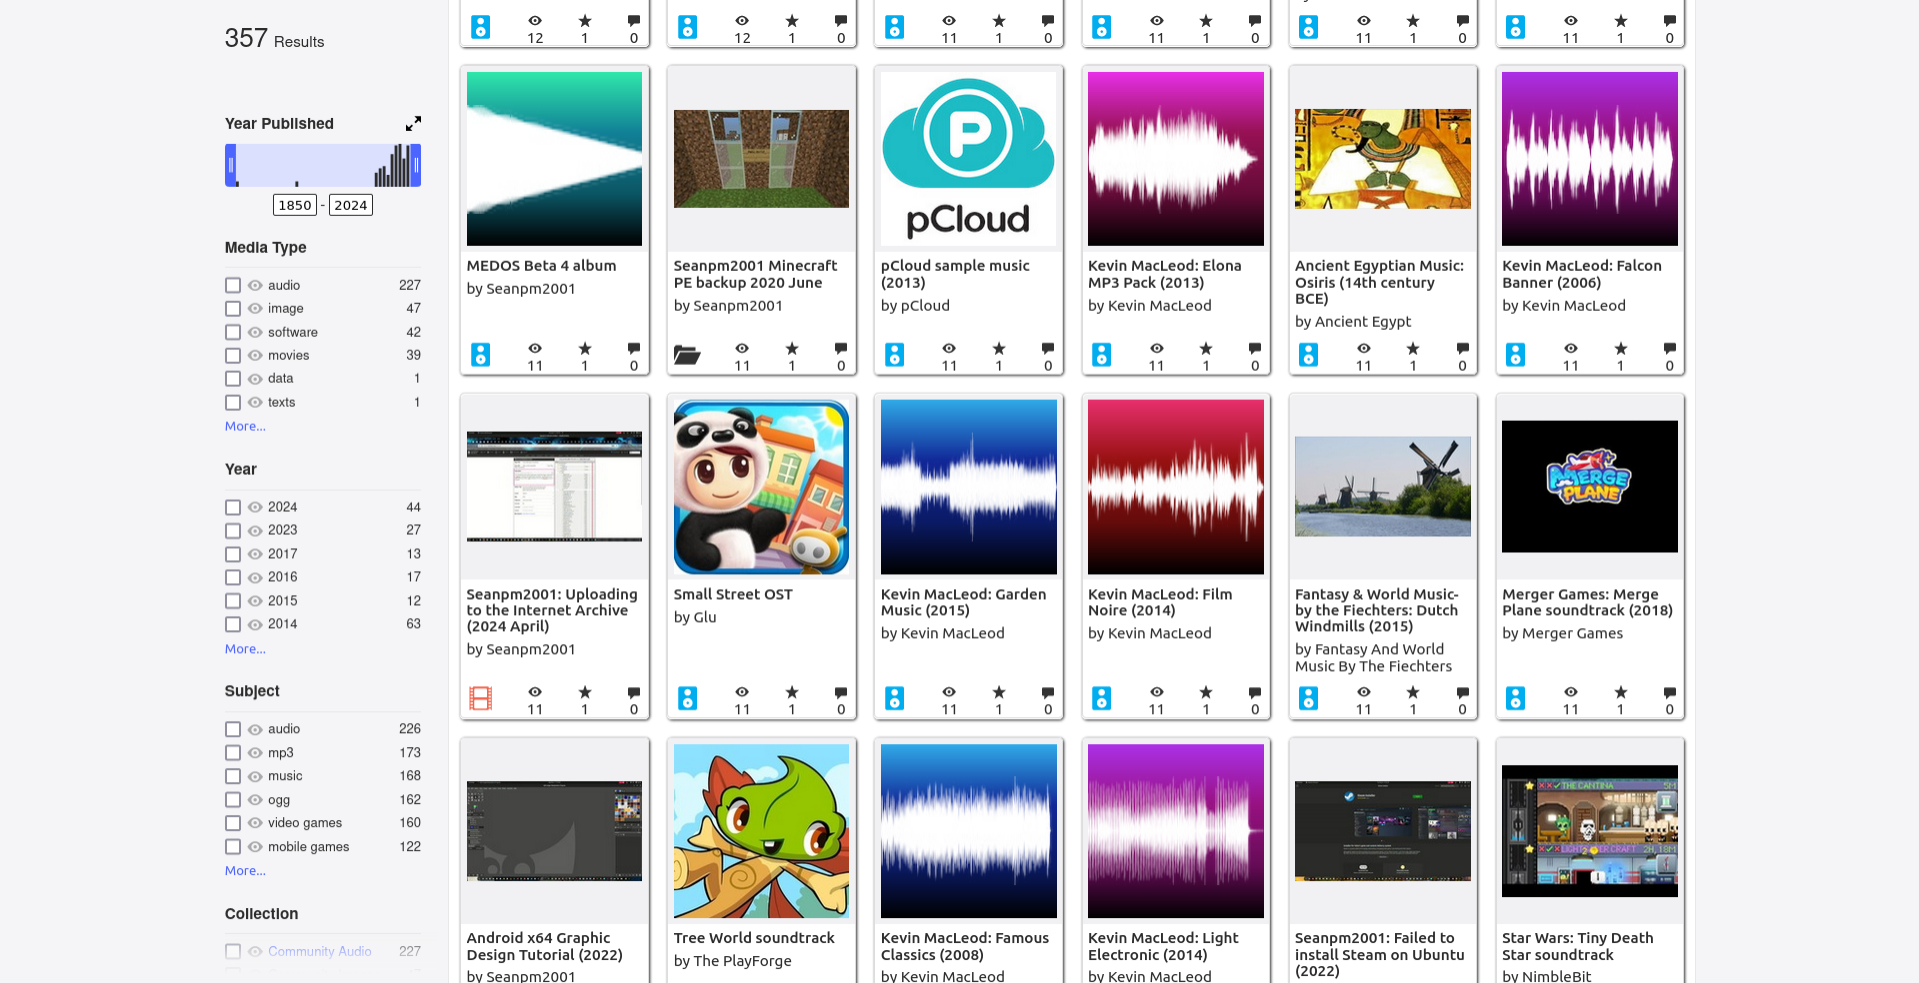 357 Results
Year Published
1850 - 2024
Media Type
audio 227
image 47
software 42
movies 39
data 1
texts 1
More...
Year
2024 44
2023 27
2017 13
2016 17
2015 12
2014 63
More...
Subject
audio 226
mp3 173
music 168
ogg 162
video games 160
mobile games 122
More...
Collection
Community Audio 227
12 1 0
12 1 0
11 1 0
11 1 0
11 1 0
11 1 0
MEDOS Beta 4 album
by Seanpm2001
11 1 0
Seanpm2001 Minecraft
PE backup 2020 June
by Seanpm2001
11 1 0
P
pCloud
pCloud sample music
(2013)
by pCloud
11 1 0
Kevin MacLeod: Elona
MP3 Pack (2013)
by Kevin MacLeod
11 1 0
Ancient Egyptian Music:
Osiris (14th century
BCE)
by Ancient Egypt
11 1 0
Kevin MacLeod: Falcon
Banner (2006)
by Kevin MacLeod
11 1 0
Seanpm2001: Uploading
to the Internet Archive
(2024 April)
by Seanpm2001
11 1 0
Small Street OST
by Glu
11 1 0
Kevin MacLeod: Garden
Music (2015)
by Kevin MacLeod
11 1 0
Kevin MacLeod: Film
Noire (2014)
by Kevin MacLeod
11 1 0
Fantasy & World Music-
by the Fiechters: Dutch
Windmills (2015)
by Fantasy And World
Music By The Fiechters
11 1 0
MERGE
PLANE
Merger Games: Merge
Plane soundtrack (2018)
by Merger Games
11 1 0
Android x64 Graphic
Design Tutorial (2022)
by Seanpm2001
Tree World soundtrack
by The PlayForge
Kevin MacLeod: Famous
Classics (2008)
by Kevin MacLeod
Kevin MacLeod: Light
Electronic (2014)
by Kevin MacLeod
Seanpm2001: Failed to
install Steam on Ubuntu
(2022)
THE CANTINA 5M
2H, 18M
Star Wars: Tiny Death
Star soundtrack
by NimbleBit